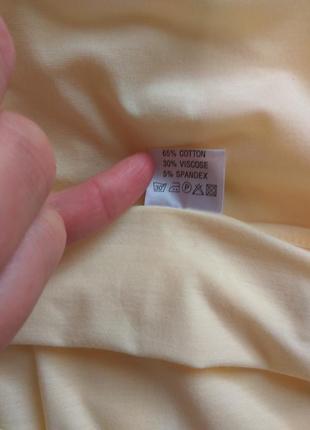 65% COTTON
30% VISCOSE
5% SPANDEX